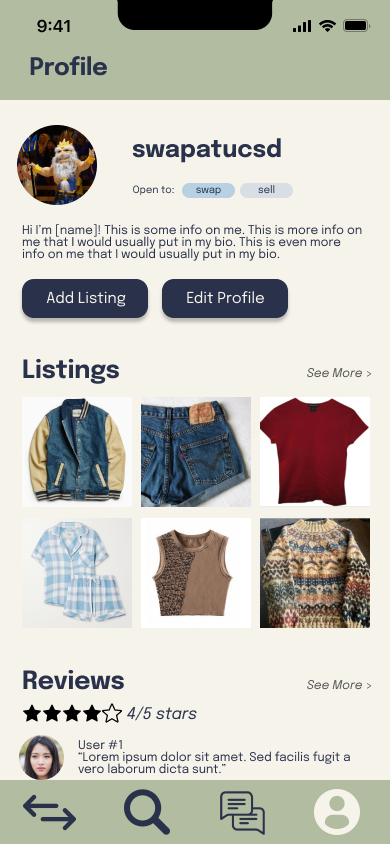 9:41
Profile
swapatucsd
Open to: swap sell
Hi I’m [name]! This is some info on me. This is more info on
me that I would usually put in my bio. This is even more
info on me that I would usually put in my bio.
Add Listing Edit Profile
Listings See More >
Reviews See More >
4/5 stars
User #1
“Lorem ipsum dolor sit amet. Sed facilis fugit a
vero laborum dicta sunt.”